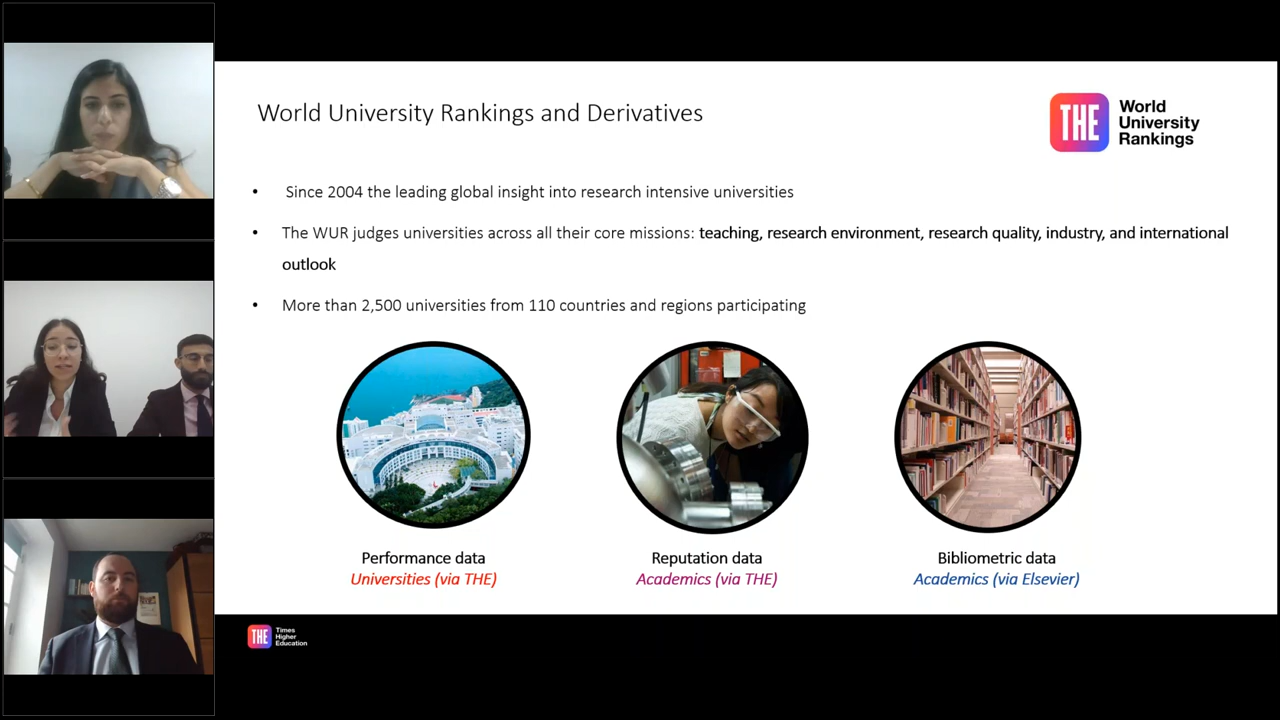 World University Rankings and Derivatives
THE
World
University
Rankings
• Since 2004 the leading global insight into research intensive universities
• The WUR judges universities across all their core missions: teaching, research environment, research quality, industry, and international
outlook
• More than 2,500 universities from 110 countries and regions participating
Performance data
Universities (via THE)
Reputation data
Academics (via THE)
Bibliometric data
Academics (via Elsevier)
THE
Times
Higher
Education